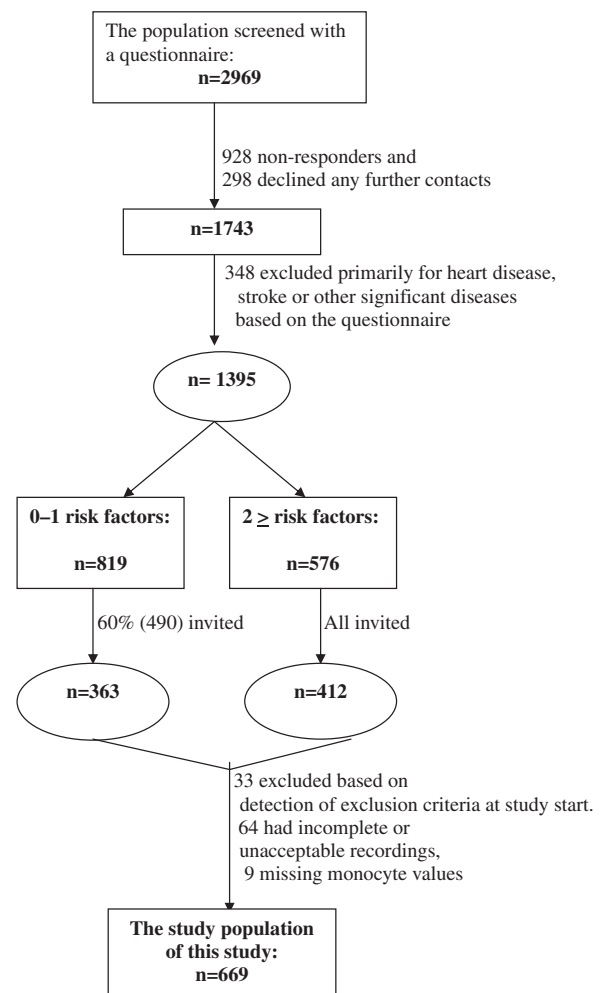 The population screened with
a questionnaire:
n=2969
928 non-responders and
298 declined any further contacts
n=1743
348 excluded primarily for heart disease,
stroke or other significant diseases
based on the questionnaire
n= 1395
0–1 risk factors:
n=819
2 ≥ risk factors:
n=576
60% (490) invited
All invited
n=363
n=412
33 excluded based on
detection of exclusion criteria at study start.
64 had incomplete or
unacceptable recordings,
9 missing monocyte values
The study population
of this study:
n=669